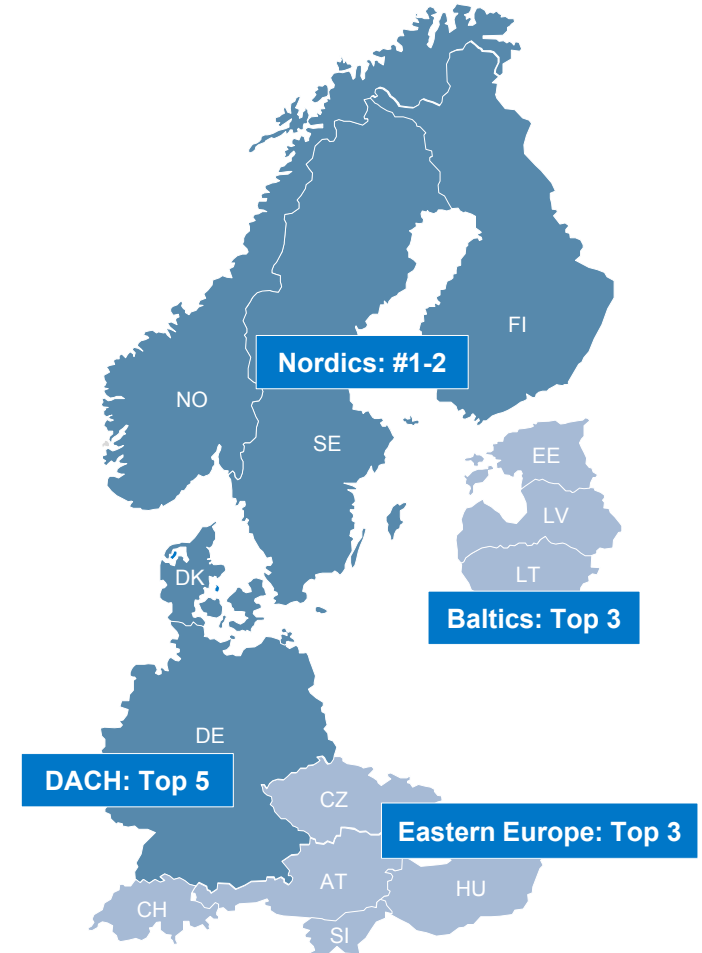 FI
Nordics: #1-2
NO
SE
EE
LV
LT
DK
Baltics: Top 3
DE
DACH: Top 5
CZ
Eastern Europe: Top 3
AT
HU
CH
SI